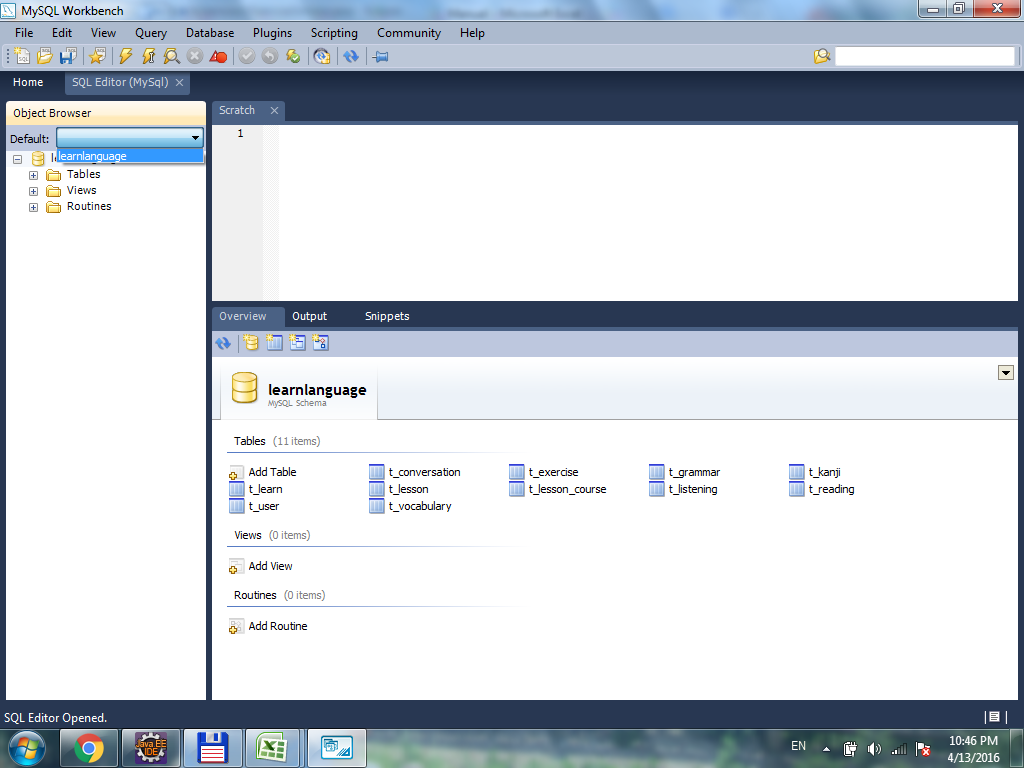 MySQL Workbench
File Edit View Query Database Plugins Scripting Community Help
Home SQL Editor (MySql)
Object Browser
Default:
learnlanguage
Tables
Views
Routines
Scratch
1
Overview Output Snippets
learnlanguage
MySQL Schema
Tables (11 items)
Add Table t_conversation t_exercise t_grammar t_kanji
t_learn t_lesson t_lesson_course t_listening t_reading
t_user t_vocabulary
Views (0 items)
Add View
Routines (0 items)
Add Routine
SQL Editor Opened.
Java EE
IDE
EN
10:46 PM
4/13/2016